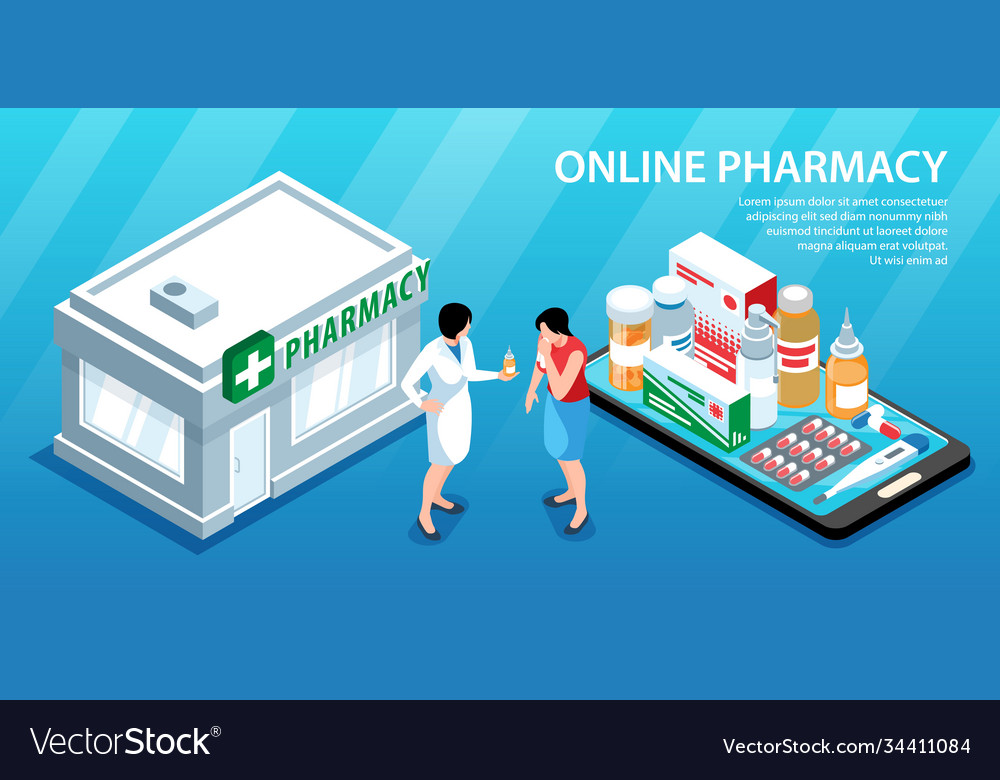 ONLINE PHARMACY
Lorem ipsum dolor sit amet consectetuer
adipiscing elit sed diam nonummy nibh
euismod tincidunt ut laoreet dolore
magna aliquam erat volutpat.
Ut wisi enim ad
PHARMACY
VectorStock®
VectorStock.com/34411084